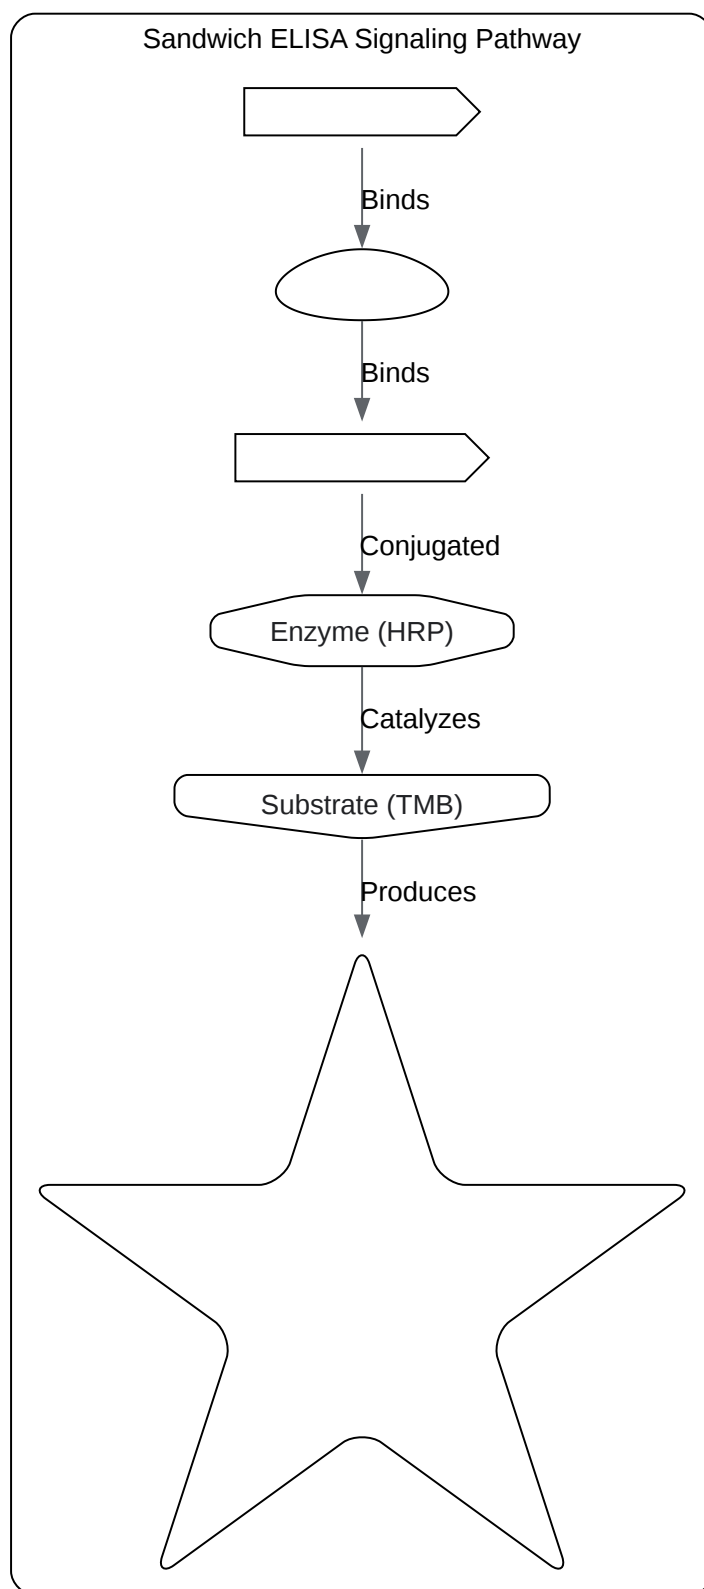 Sandwich ELISA Signaling Pathway
Binds
Binds
Conjugated
Enzyme (HRP)
Catalyzes
Substrate (TMB)
Produces